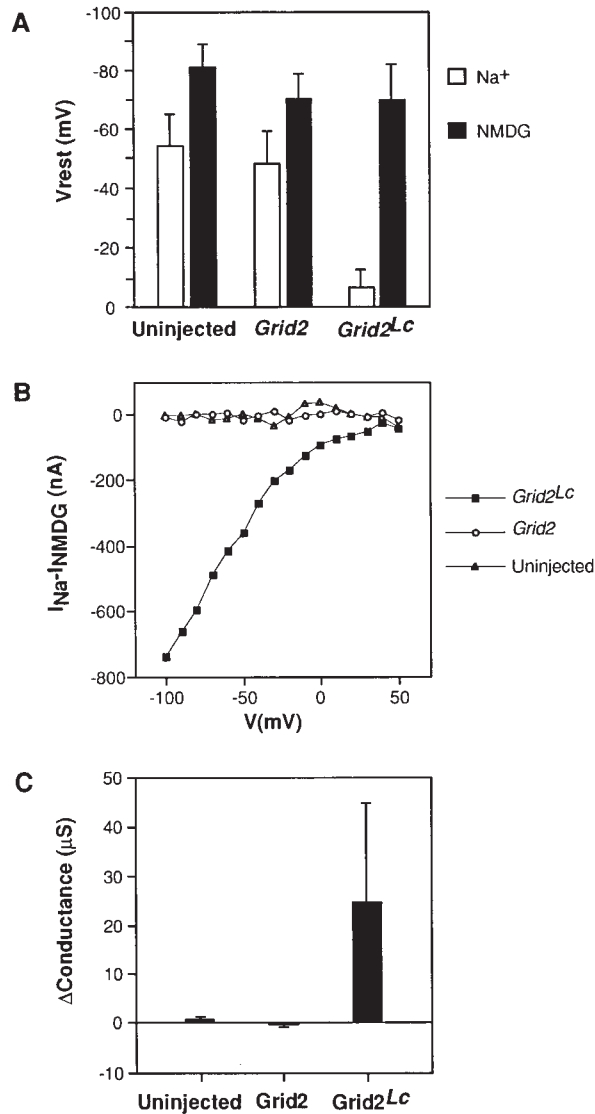 A
Vrest (mV)
-100
-80
-60
-40
-20
0
Uninjected Grid2 Grid2Lc
Na+
NMDG
B
INa-INMDG (nA)
0
-200
-400
-600
-800
-100 -50 0 50
V(mV)
Grid2Lc
Grid2
Uninjected
C
ΔConductance (μS)
50
40
30
20
10
0
-10
Uninjected Grid2 Grid2Lc